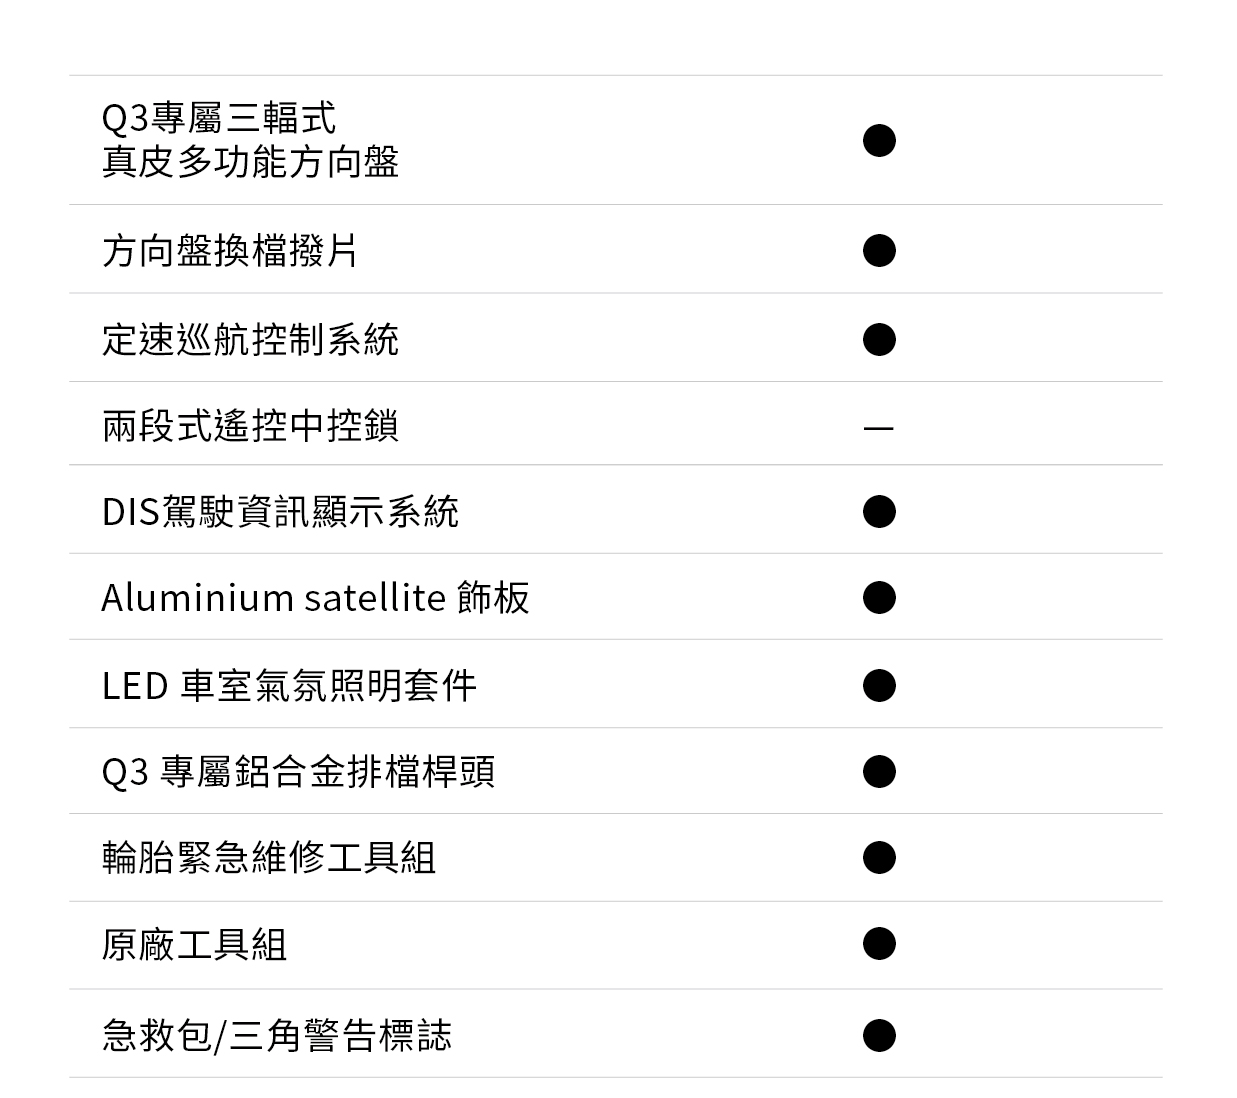 Q3專屬三輻式
真皮多功能方向盤
●
方向盤換檔撥片
●
定速巡航控制系統
●
兩段式遙控中控鎖
—
DIS駕駛資訊顯示系統
●
Aluminium satellite 飾板
●
LED 車室氣氛照明套件
●
Q3 專屬鋁合金排檔桿頭
●
輪胎緊急維修工具組
●
原廠工具組
●
急救包/三角警告標誌
●